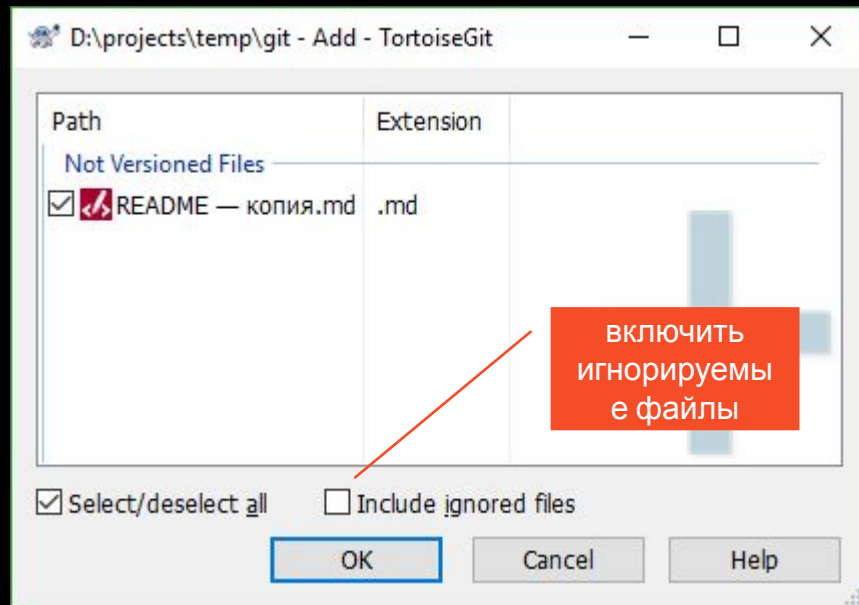 D:\projects\temp\git - Add - TortoiseGit
Path Extension
Not Versioned Files
README — копия.md .md
включить
игнорируемы
е файлы
Select/deselect all Include ignored files
OK Cancel Help